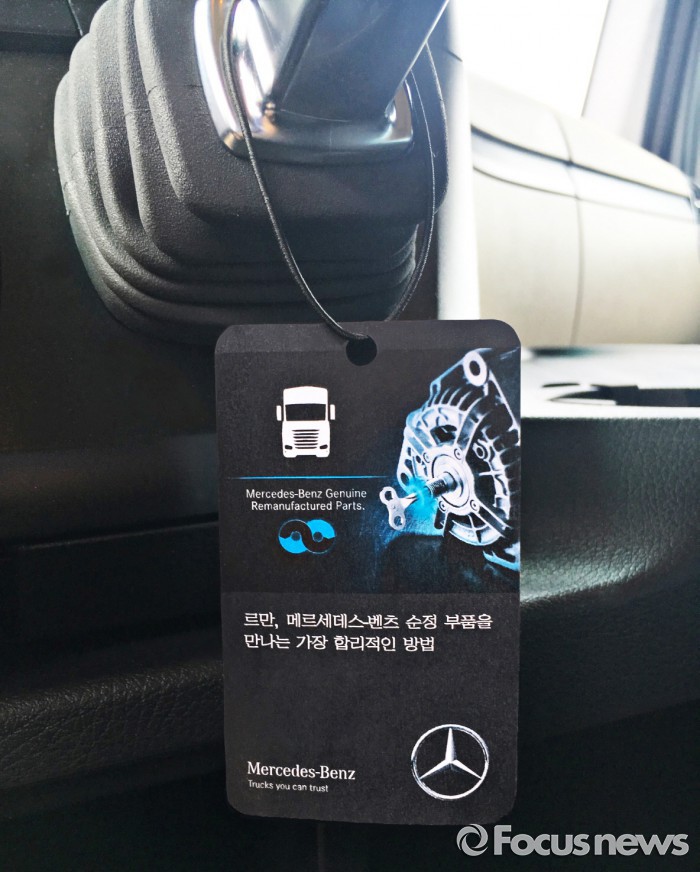 Mercedes-Benz Genuine
Remanufactured Parts.
르만, 메르세데스-벤츠 순정 부품을
만나는 가장 합리적인 방법
Mercedes-Benz
Trucks you can trust
Focus news